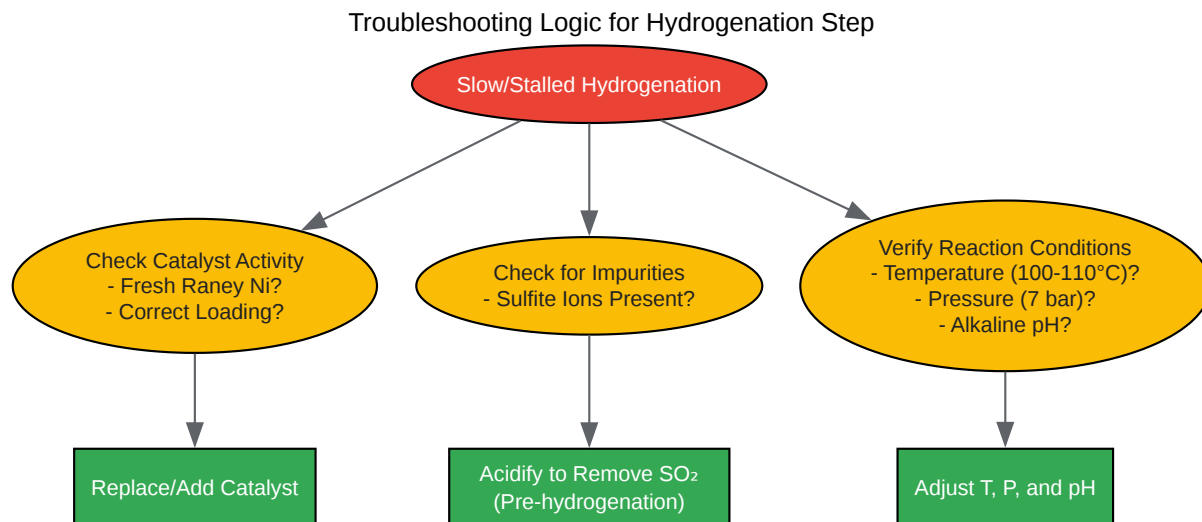 Troubleshooting Logic for Hydrogenation Step
Slow/Stalled Hydrogenation
Check Catalyst Activity
- Fresh Raney Ni?
- Correct Loading?
Check for Impurities
- Sulfite Ions Present?
Verify Reaction Conditions
- Temperature (100-110°C)?
- Pressure (7 bar)?
- Alkaline pH?
Replace/Add Catalyst
Acidify to Remove SO₂
(Pre-hydrogenation)
Adjust T, P, and pH